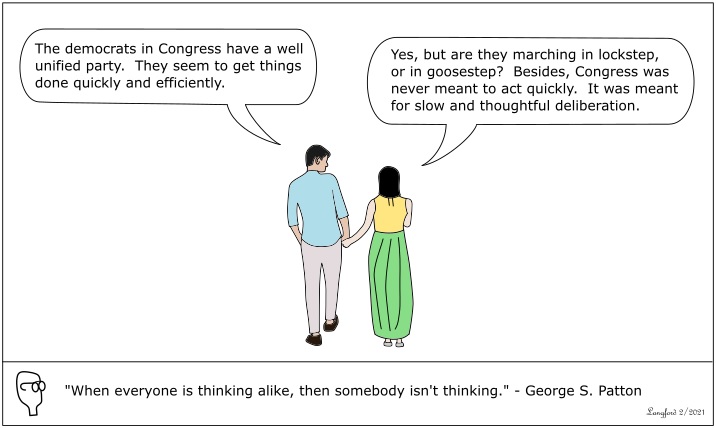 The democrats in Congress have a well
unified party.  They seem to get things
done quickly and efficiently.
Yes, but are they marching in lockstep,
or in goosestep?  Besides, Congress was
never meant to act quickly.  It was meant
for slow and thoughtful deliberation.
"When everyone is thinking alike, then somebody isn't thinking." - George S. Patton
Langford 2/2021